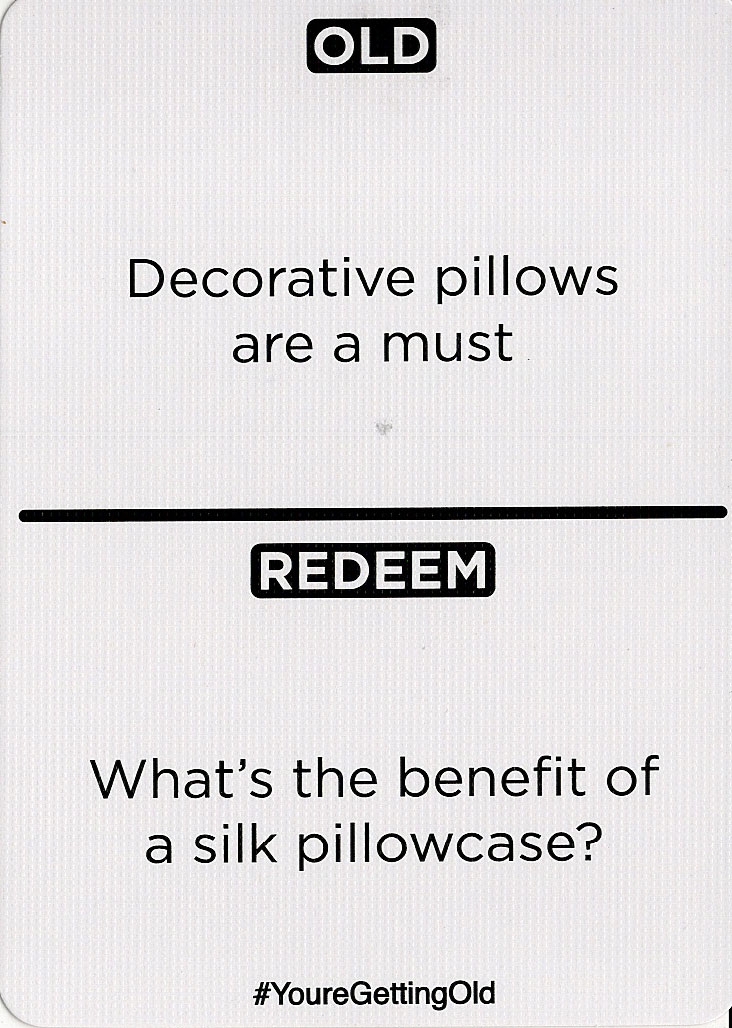 OLD
Decorative pillows
are a must
REDEEM
What's the benefit of
a silk pillowcase?
#YoureGettingOld